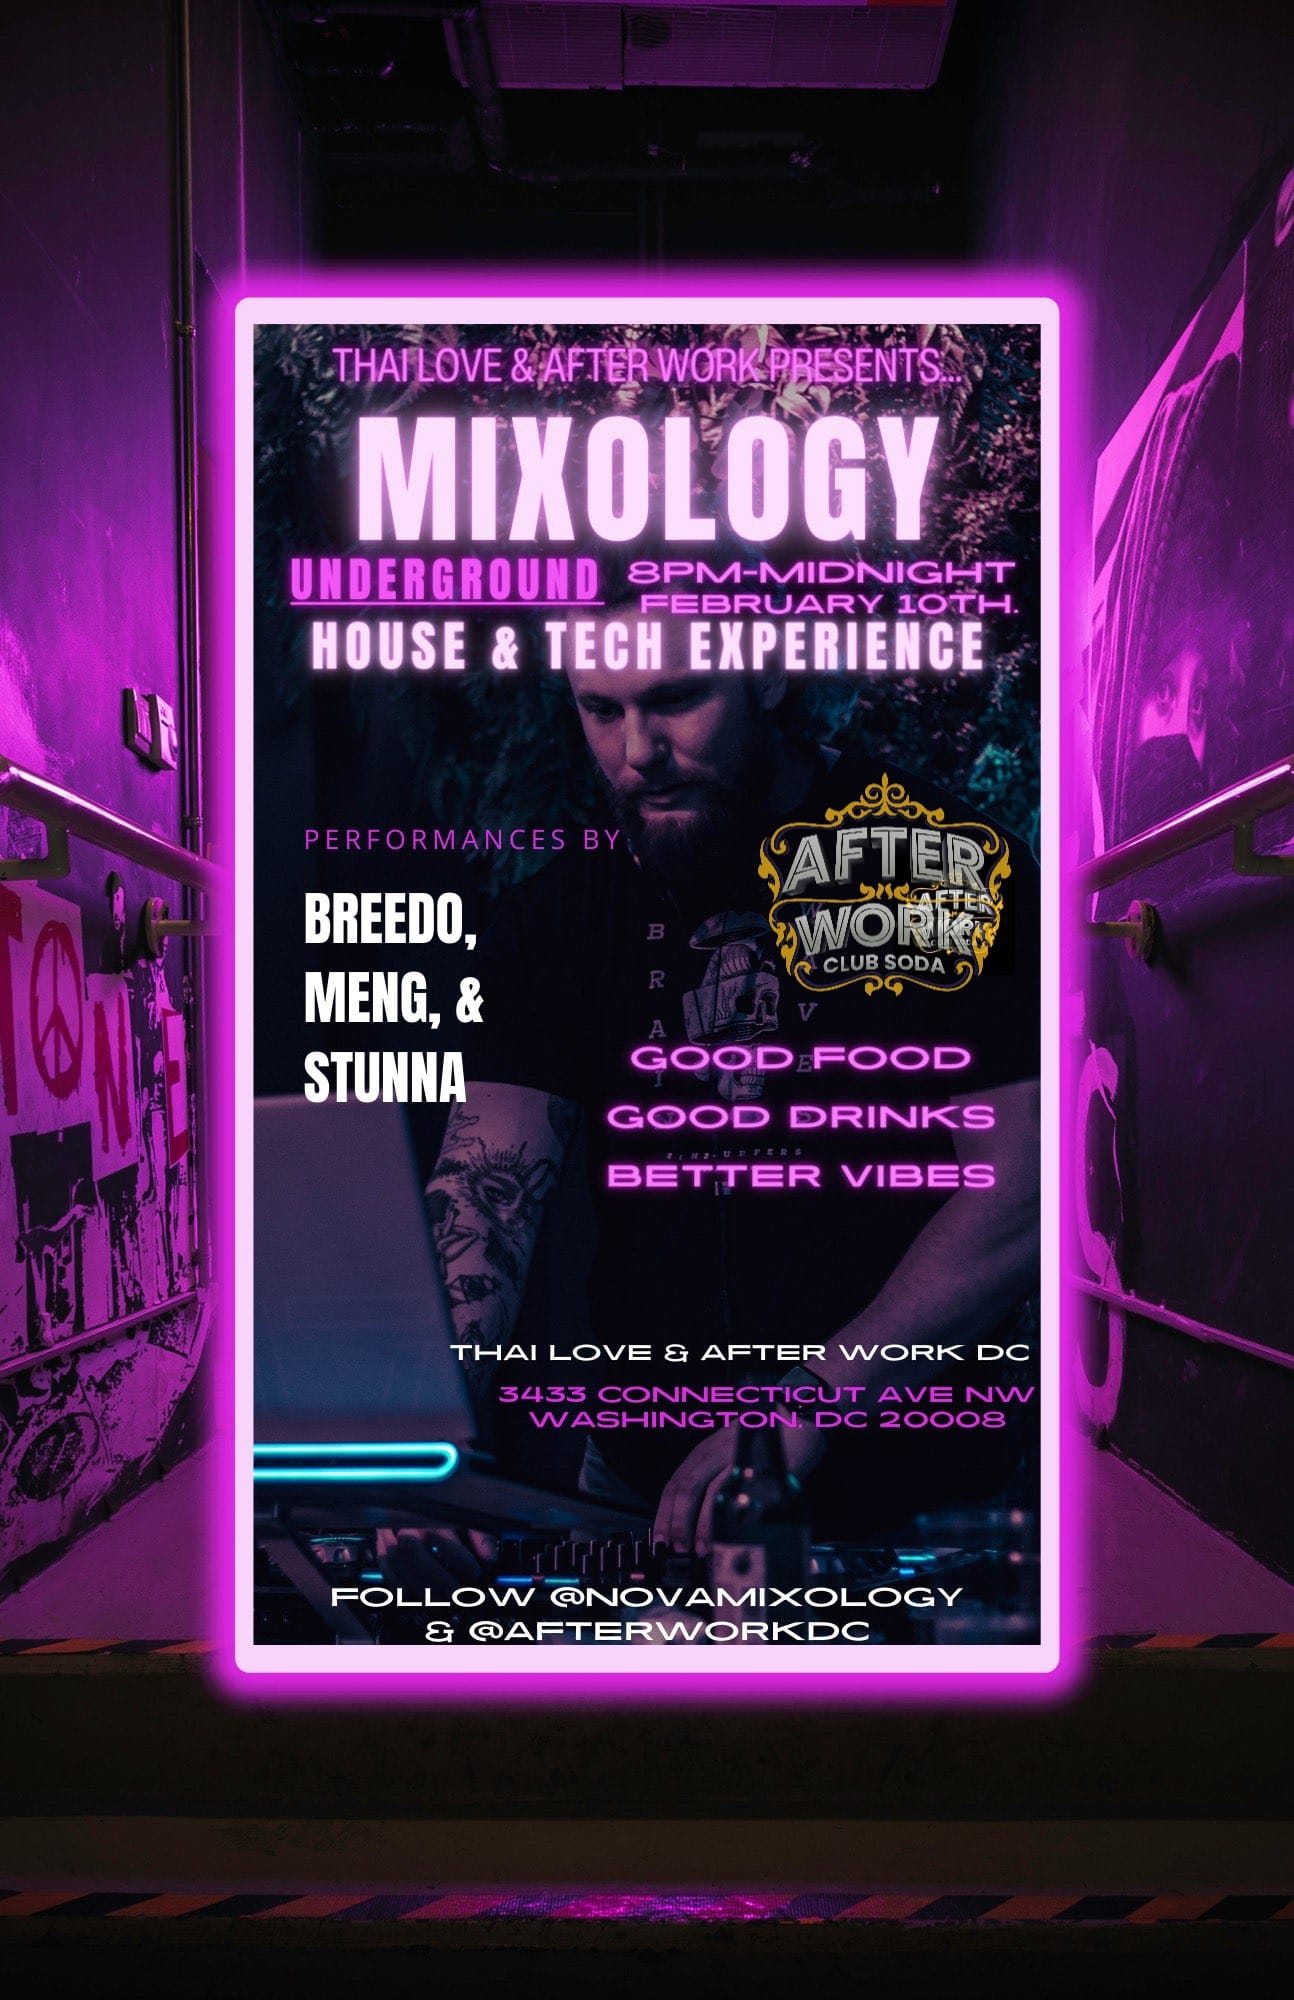 THAI LOVE & AFTER WORK PRESENTS...
MIXOLOGY
UNDERGROUND
8PM-MIDNIGHT
FEBRUARY 10TH.
HOUSE & TECH EXPERIENCE
PERFORMANCES BY
BREEDO,
MENG, &
STUNNA
AFTER
WORK
CLUB SODA
AFTER
GOOD FOOD
GOOD DRINKS
BETTER VIBES
THAI LOVE & AFTER WORK DC
3433 CONNECTICUT AVE NW
WASHINGTON, DC 20008
FOLLOW @NOVAMIXOLOGY
& @AFTERWORKDC
TONE